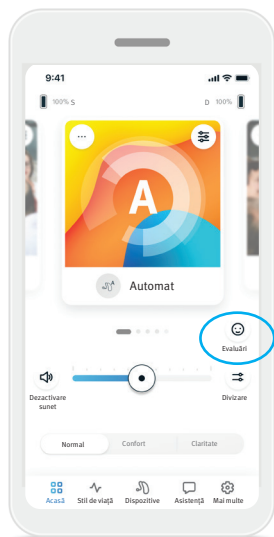 9:41
100% S
D 100%
A
Automat
Evaluări
Dezactivare
sunet
Divizare
Normal
Confort
Claritate
Acasă
Stil de viață
Dispozitive
Asistență
Mai multe